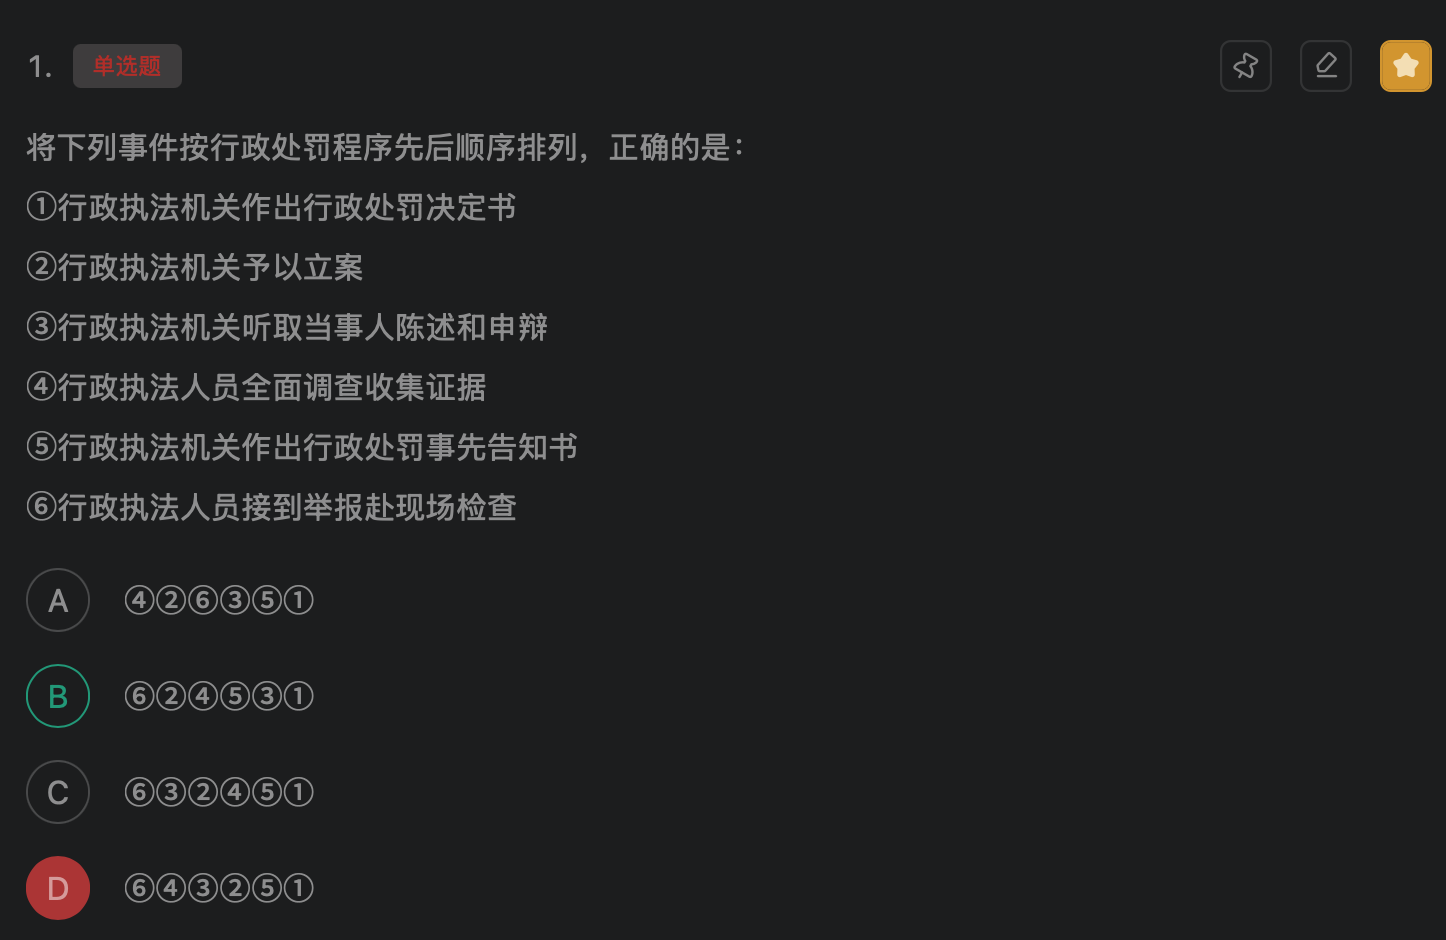 1. 单选题
将下列事件按行政处罚程序先后顺序排列，正确的是：
①行政执法机关作出行政处罚决定书
②行政执法机关予以立案
③行政执法机关听取当事人陈述和申辩
④行政执法人员全面调查收集证据
⑤行政执法机关作出行政处罚事先告知书
⑥行政执法人员接到举报赴现场检查
A ④②⑥③⑤①
B ⑥②④⑤③①
C ⑥③②④⑤①
D ⑥④③②⑤①